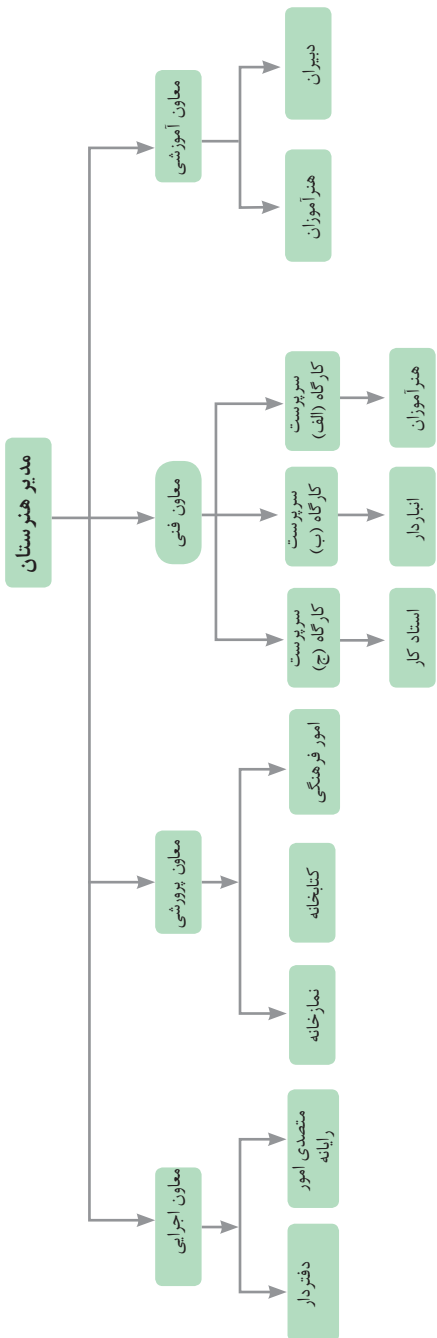 مدیر هنرستان
معاون آموزشی
دبیران
هنرآموزان
معاون فنی
سرپرست
کارگاه (الف)
سرپرست
کارگاه (ب)
سرپرست
کارگاه (ج)
هنرآموزان
انباردار
استاد کار
معاون پرورشی
امور فرهنگی
کتابخانه
نمازخانه
معاون اجرایی
متصدی امور
رایانه
دفتردار